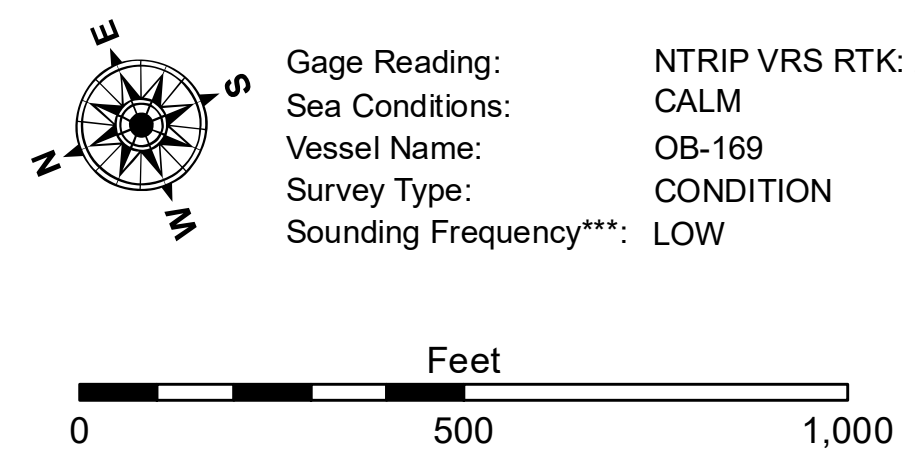 E
S
N
W
Gage Reading: NTRIP VRS RTK:
Sea Conditions: CALM
Vessel Name: OB-169
Survey Type: CONDITION
Sounding Frequency***: LOW
Feet
0 500 1,000